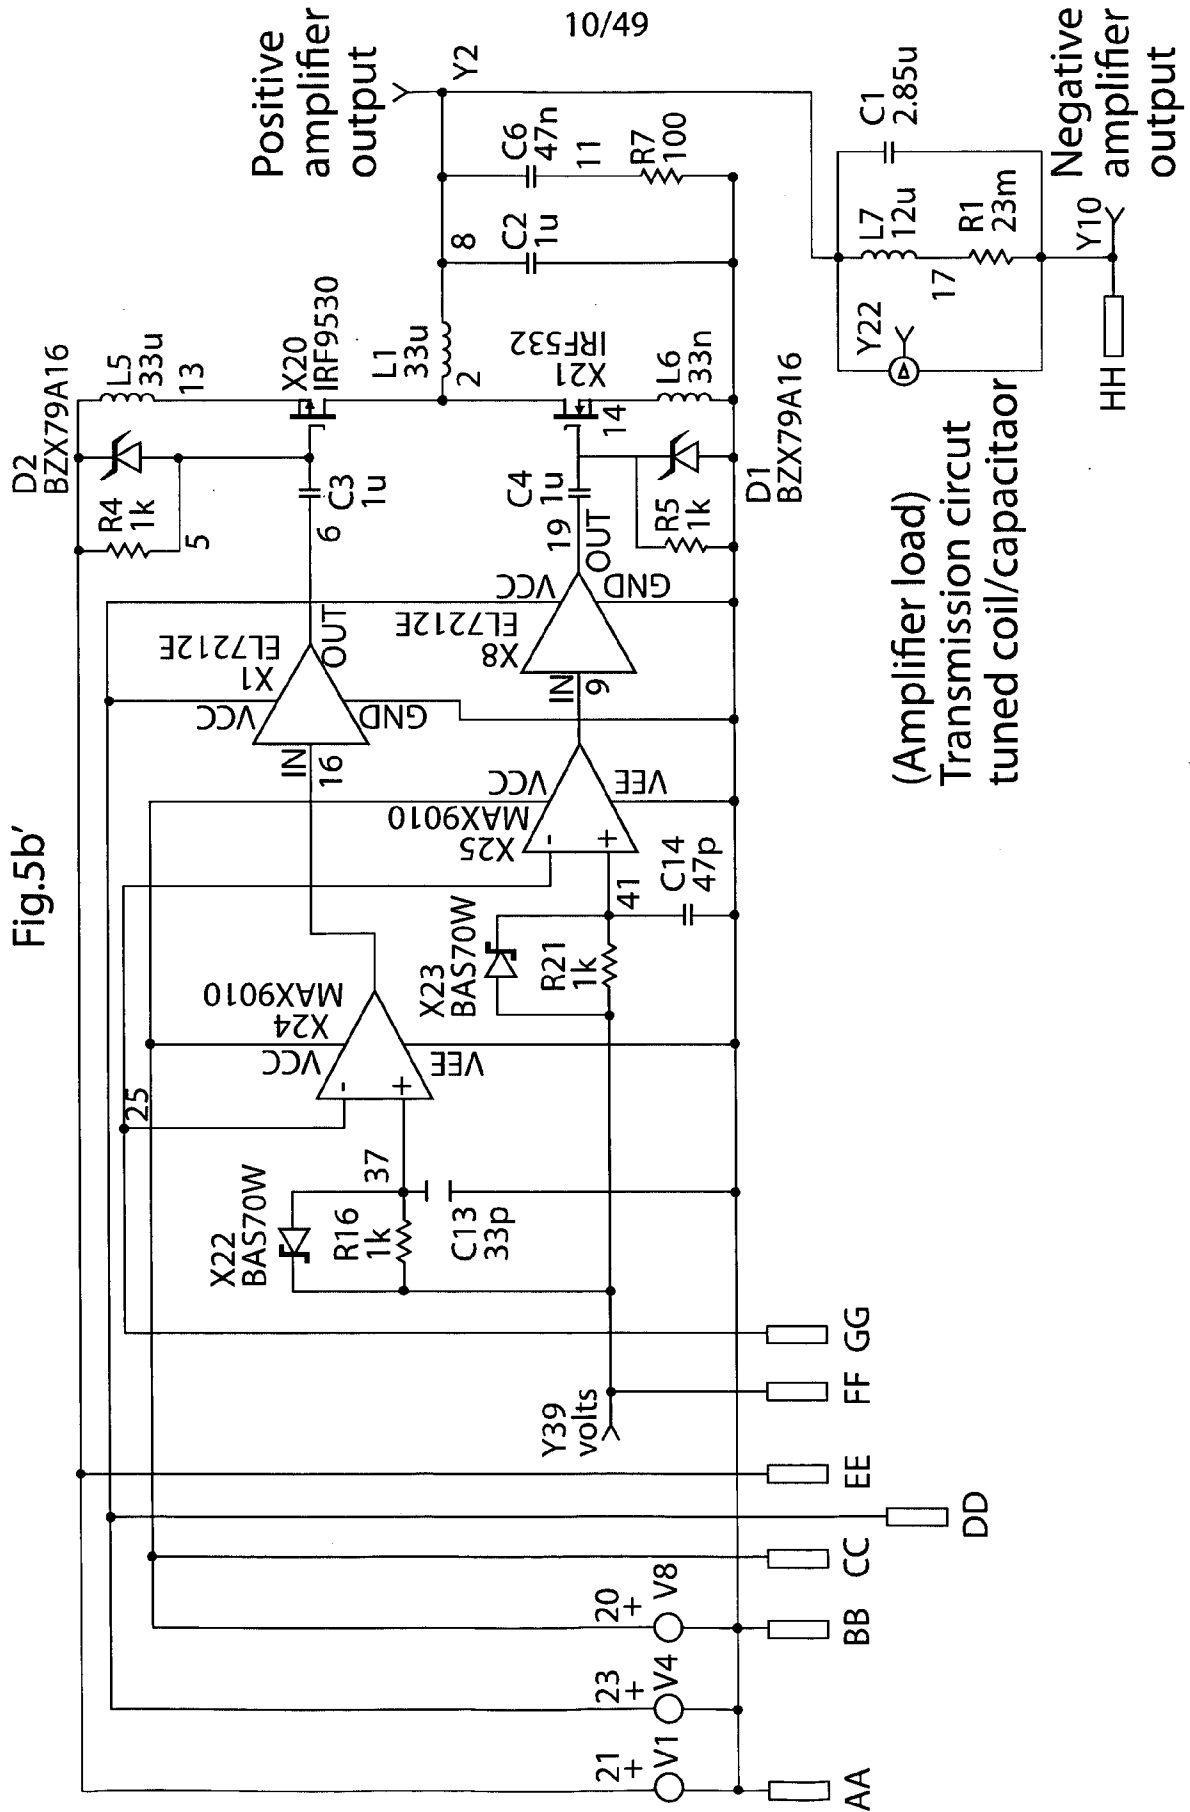 10/49
Fig.5b'
Positive
amplifier
output
Y2
D2
BZX79A16
L5
33u
13
R4
1k
5
X20
IRF9530
C3
1u
6
L1
33u
2
8
C2
1u
C6
47n
11
R7
100
X21
IRF532
14
L6
33n
C4
1u
19
R5
1k
D1
BZX79A16
VCC
X1
EL7212E
OUT
GND
IN
16
VCC
X8
EL7212E
OUT
GND
IN
9
VCC
X25
MAX9010
VEE
-
+
41
C14
47p
X23
BAS70W
R21
1k
VCC
X24
MAX9010
VEE
-
+
25
37
X22
BAS70W
R16
1k
C13
33p
Y39
volts
21
+
V1
23
+
V4
20
+
V8
AA
BB
CC
DD
EE
FF
GG
C1
2.85u
L7
12u
17
R1
23m
Y22
Y10
HH
Negative
amplifier
output
(Amplifier load)
Transmission circut
tuned coil/capacitaor